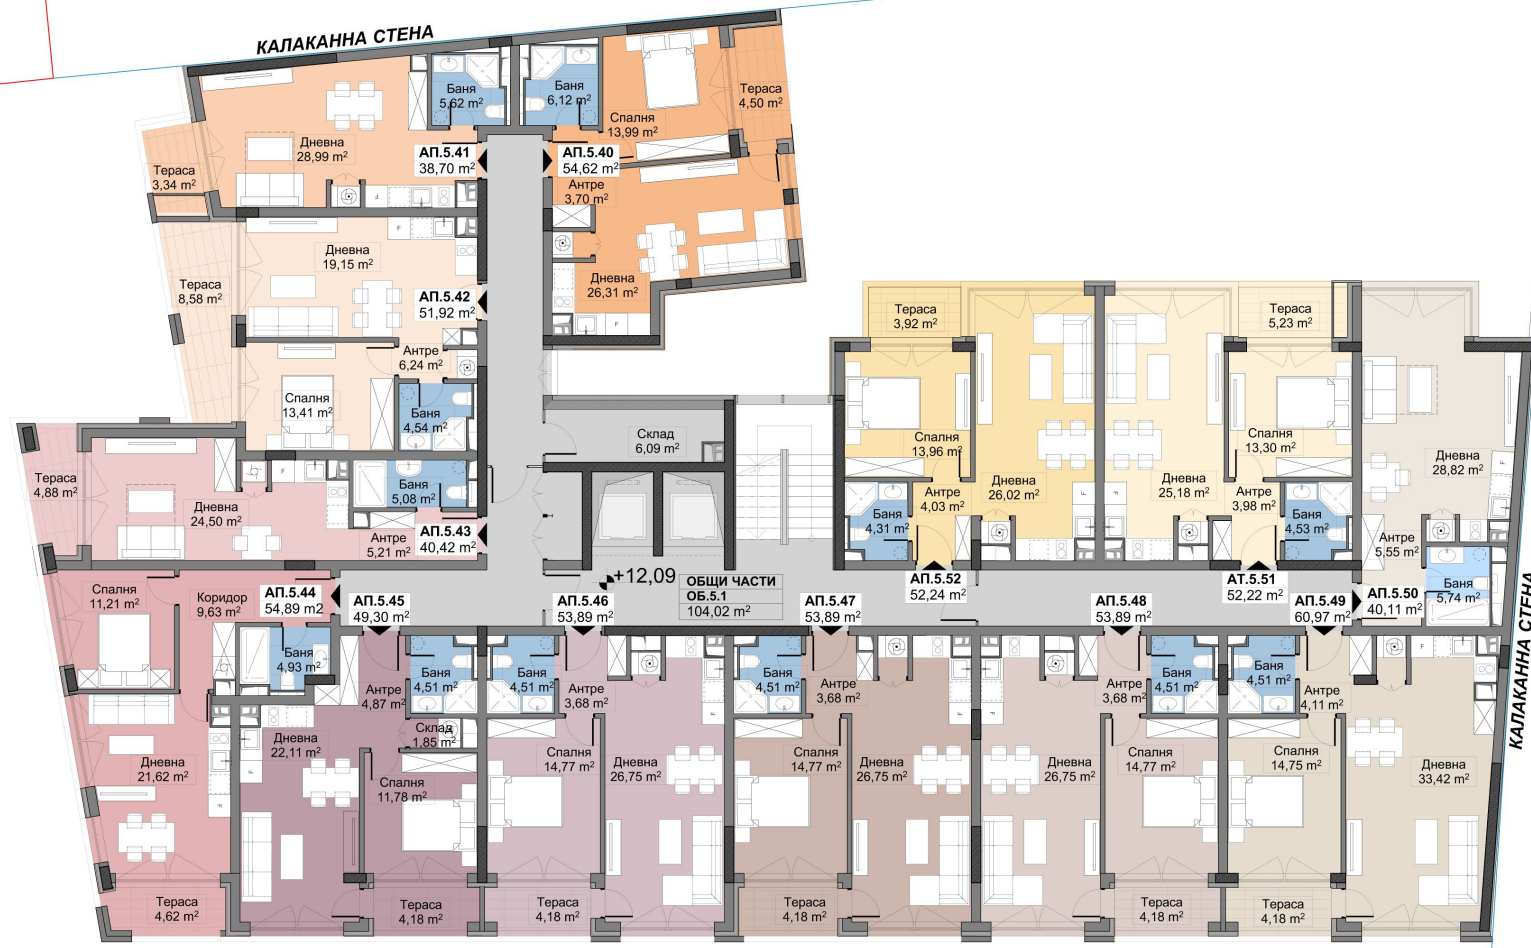 КАЛАКАННА СТЕНА
Баня
5,62 m²
Баня
6,12 m²
Тераса
4,50 m²
Спалня
13,99 m²
Дневна
28,99 m²
АП.5.41
38,70 m²
АП.5.40
54,62 m²
Тераса
3,34 m²
Антре
3,70 m²
Дневна
19,15 m²
Тераса
8,58 m²
АП.5.42
51,92 m²
Дневна
26,31 m²
Антре
6,24 m²
Спалня
13,41 m²
Баня
4,54 m²
Тераса
3,92 m²
Тераса
5,23 m²
Склад
6,09 m²
Спалня
13,96 m²
Спалня
13,30 m²
Дневна
28,82 m²
Тераса
4,88 m²
Баня
5,08 m²
Дневна
24,50 m²
Антре
5,21 m²
АП.5.43
40,42 m²
Дневна
26,02 m²
Дневна
25,18 m²
Антре
4,03 m²
Антре
3,98 m²
Баня
4,31 m²
Баня
4,53 m²
Антре
5,55 m²
Баня
5,74 m²
+12,09
ОБЩИ ЧАСТИ
ОБ.5.1
104,02 m²
АП.5.52
52,24 m²
АТ.5.51
52,22 m²
АП.5.50
40,11 m²
Спалня
11,21 m²
Коридор
9,63 m²
АП.5.44
54,89 m2
АП.5.45
49,30 m²
АП.5.46
53,89 m²
АП.5.47
53,89 m²
АП.5.48
53,89 m²
АП.5.49
60,97 m²
КАЛАКАННА СТЕНА
Баня
4,93 m²
Антре
4,87 m²
Баня
4,51 m²
Баня
4,51 m²
Антре
3,68 m²
Баня
4,51 m²
Антре
3,68 m²
Антре
3,68 m²
Баня
4,51 m²
Баня
4,51 m²
Антре
4,11 m²
Дневна
22,11 m²
Склад
1,85 m²
Дневна
21,62 m²
Спалня
11,78 m²
Спалня
14,77 m²
Дневна
26,75 m²
Спалня
14,77 m²
Дневна
26,75 m²
Дневна
26,75 m²
Спалня
14,77 m²
Спалня
14,75 m²
Дневна
33,42 m²
Тераса
4,62 m²
Тераса
4,18 m²
Тераса
4,18 m²
Тераса
4,18 m²
Тераса
4,18 m²
Тераса
4,18 m²